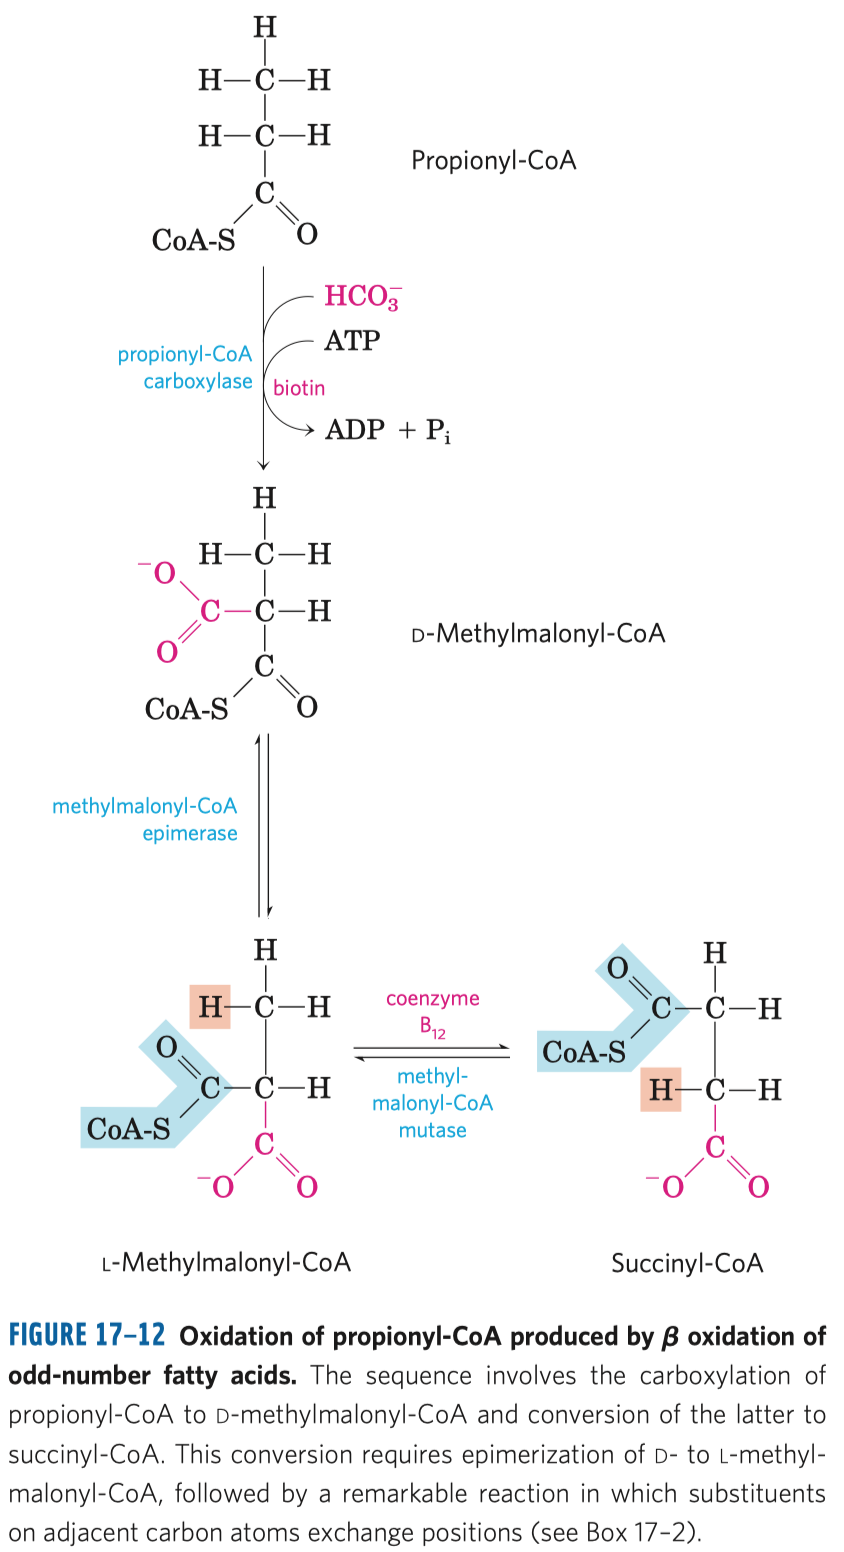 H
H—C—H
H—C—H
Propionyl-CoA
C
CoA-S
O
HCO₃⁻
ATP
propionyl-CoA
carboxylase
biotin
ADP + Pᵢ
H
H—C—H
⁻O
C—C—H
D-Methylmalonyl-CoA
O
C
CoA-S
O
methylmalonyl-CoA
epimerase
H
H—C—H
O
C—C—H
CoA-S
C
⁻O
O
L-Methylmalonyl-CoA
coenzyme
B₁₂
methyl-
malonyl-CoA
mutase
H
O
C—C—H
CoA-S
H—C—H
C
⁻O
O
Succinyl-CoA
FIGURE 17–12 Oxidation of propionyl-CoA produced by β oxidation of
odd-number fatty acids. The sequence involves the carboxylation of
propionyl-CoA to D-methylmalonyl-CoA and conversion of the latter to
succinyl-CoA. This conversion requires epimerization of D- to L-methyl-
malonyl-CoA, followed by a remarkable reaction in which substituents
on adjacent carbon atoms exchange positions (see Box 17–2).